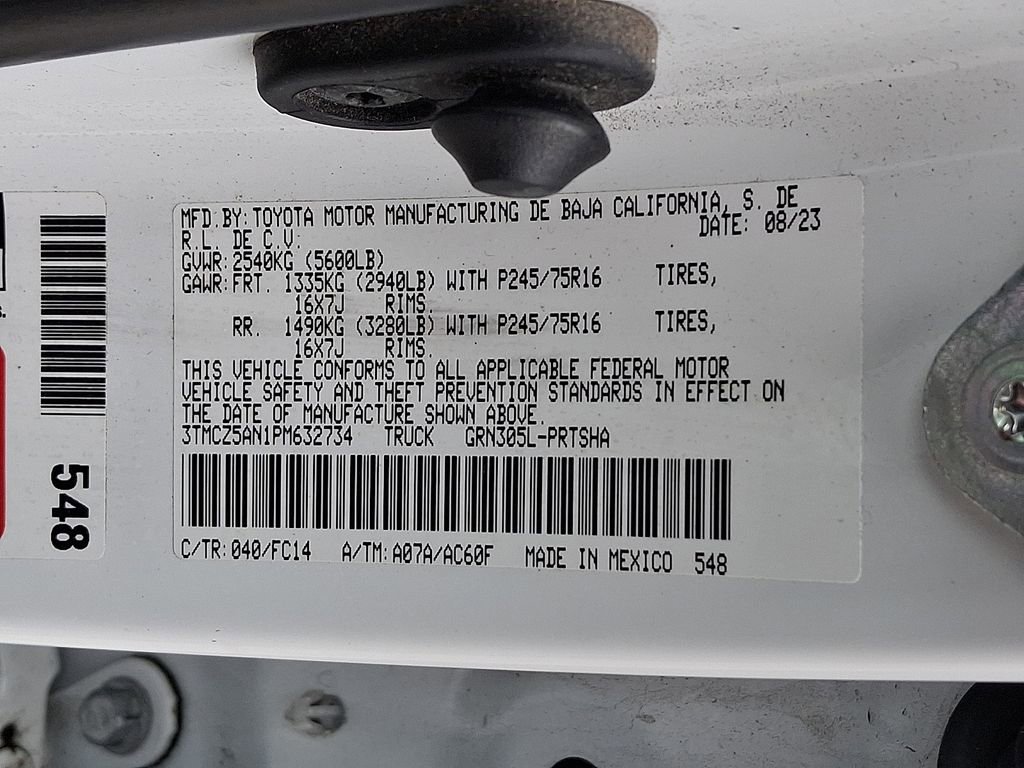 MFD.BY: TOYOTA MOTOR MANUFACTURING DE BAJA CALIFORNIA, S. DE
R.L. DE C.V. DATE: 08/23
GVWR: 2540KG (5600LB)
GAWR: FRT. 1335KG (2940LB) WITH P245/75R16 TIRES,
16X7J RIMS.
RR. 1490KG (3280LB) WITH P245/75R16 TIRES,
16X7J RIMS.
THIS VEHICLE CONFORMS TO ALL APPLICABLE FEDERAL MOTOR
VEHICLE SAFETY AND THEFT PREVENTION STANDARDS IN EFFECT ON
THE DATE OF MANUFACTURE SHOWN ABOVE.
3TMCZ5AN1PM632734 TRUCK GRN305L-PRTSHA
C/TR: 040/FC14 A/TM: A07A/AC60F MADE IN MEXICO 548
548